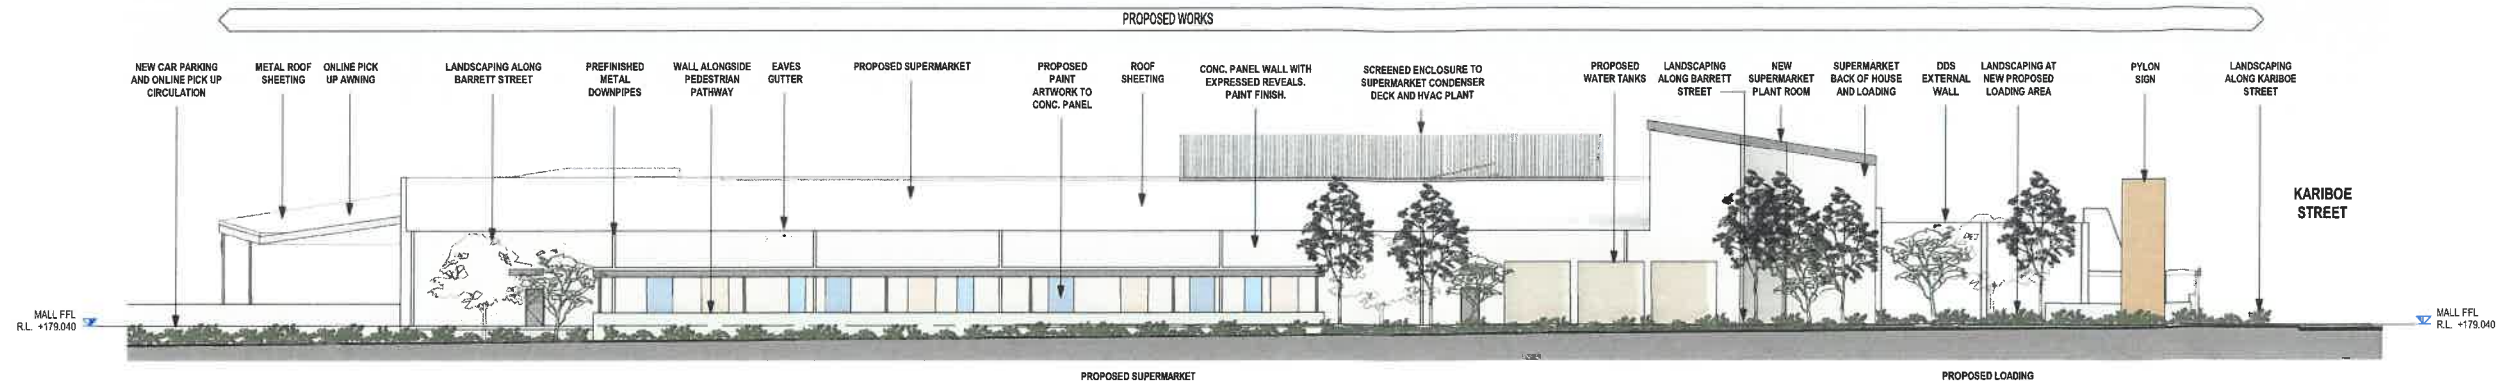 PROPOSED WORKS
NEW CAR PARKING
AND ONLINE PICK UP
CIRCULATION
METAL ROOF
SHEETING
ONLINE PICK
UP AWNING
LANDSCAPING ALONG
BARRETT STREET
PREFINISHED
METAL
DOWNPIPES
WALL ALONGSIDE
PEDESTRIAN
PATHWAY
EAVES
GUTTER
PROPOSED SUPERMARKET
PROPOSED
PAINT
ARTWORK TO
CONC. PANEL
ROOF
SHEETING
CONC. PANEL WALL WITH
EXPRESSED REVEALS.
PAINT FINISH.
SCREENED ENCLOSURE TO
SUPERMARKET CONDENSER
DECK AND HVAC PLANT
PROPOSED
WATER TANKS
LANDSCAPING
ALONG BARRETT
STREET
NEW
SUPERMARKET
PLANT ROOM
SUPERMARKET
BACK OF HOUSE
AND LOADING
DDS
EXTERNAL
WALL
LANDSCAPING AT
NEW PROPOSED
LOADING AREA
PYLON
SIGN
LANDSCAPING
ALONG KARIBOE
STREET
KARIBOE
STREET
MALL FFL
R.L. +179.040
MALL FFL
R.L. +179.040
PROPOSED SUPERMARKET
PROPOSED LOADING